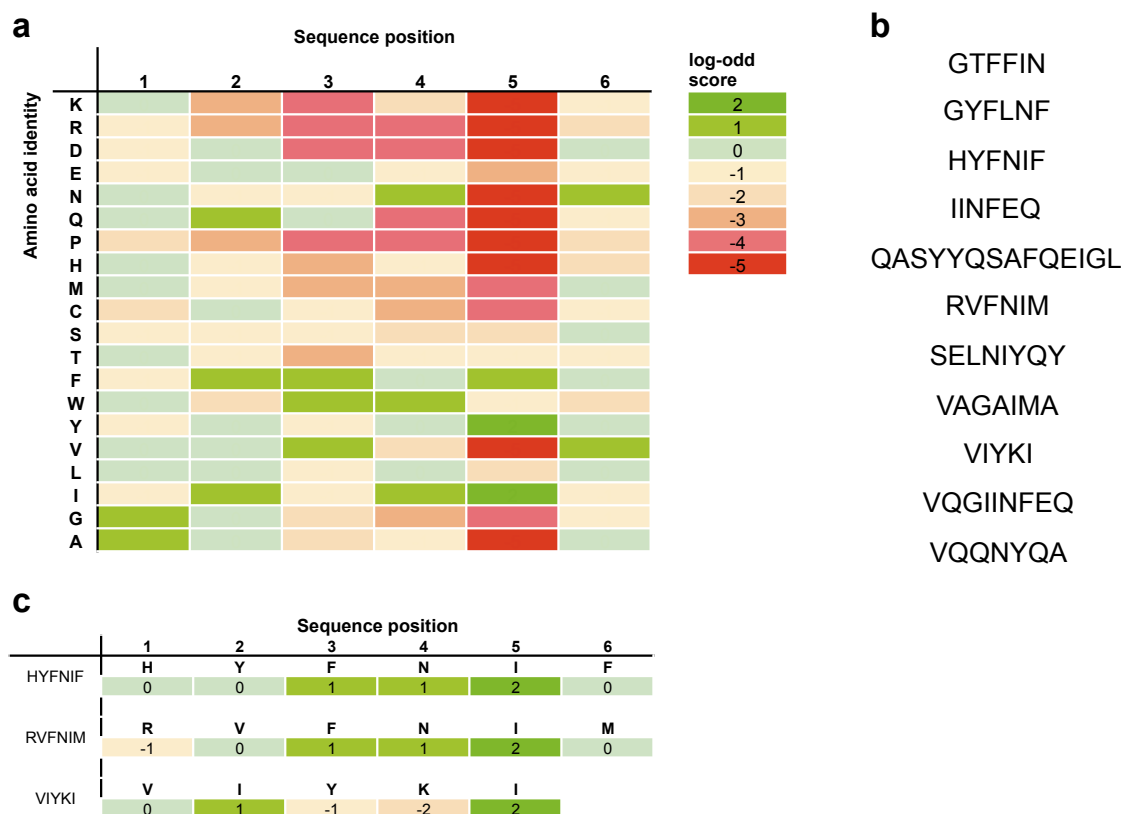 a
Sequence position
1 2 3 4 5 6
Amino acid identity
K
R
D
E
N
Q
P
H
M
C
S
T
F
W
Y
V
L
I
G
A
log-odd
score
2
1
0
-1
-2
-3
-4
-5
b
GTFFIN
GYFLNF
HYFNIF
IINFEQ
QASYYQSAFQEIGL
RVFNIM
SELNIYQY
VAGAIMA
VIYKI
VQGIINFEQ
VQQNYQA
c
Sequence position
1 2 3 4 5 6
HYFNIF
H Y F N I F
0 0 1 1 2 0
RVFNIM
R V F N I M
-1 0 1 1 2 0
VIYKI
V I Y K I
0 1 -1 -2 2